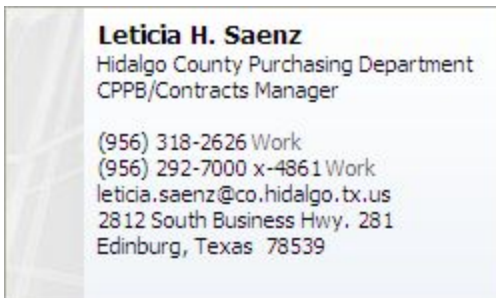 Leticia H. Saenz
Hidalgo County Purchasing Department
CPPB/Contracts Manager
(956) 318-2626 Work
(956) 292-7000 x-4861 Work
leticia.saenz@co.hidalgo.tx.us
2812 South Business Hwy. 281
Edinburg, Texas 78539